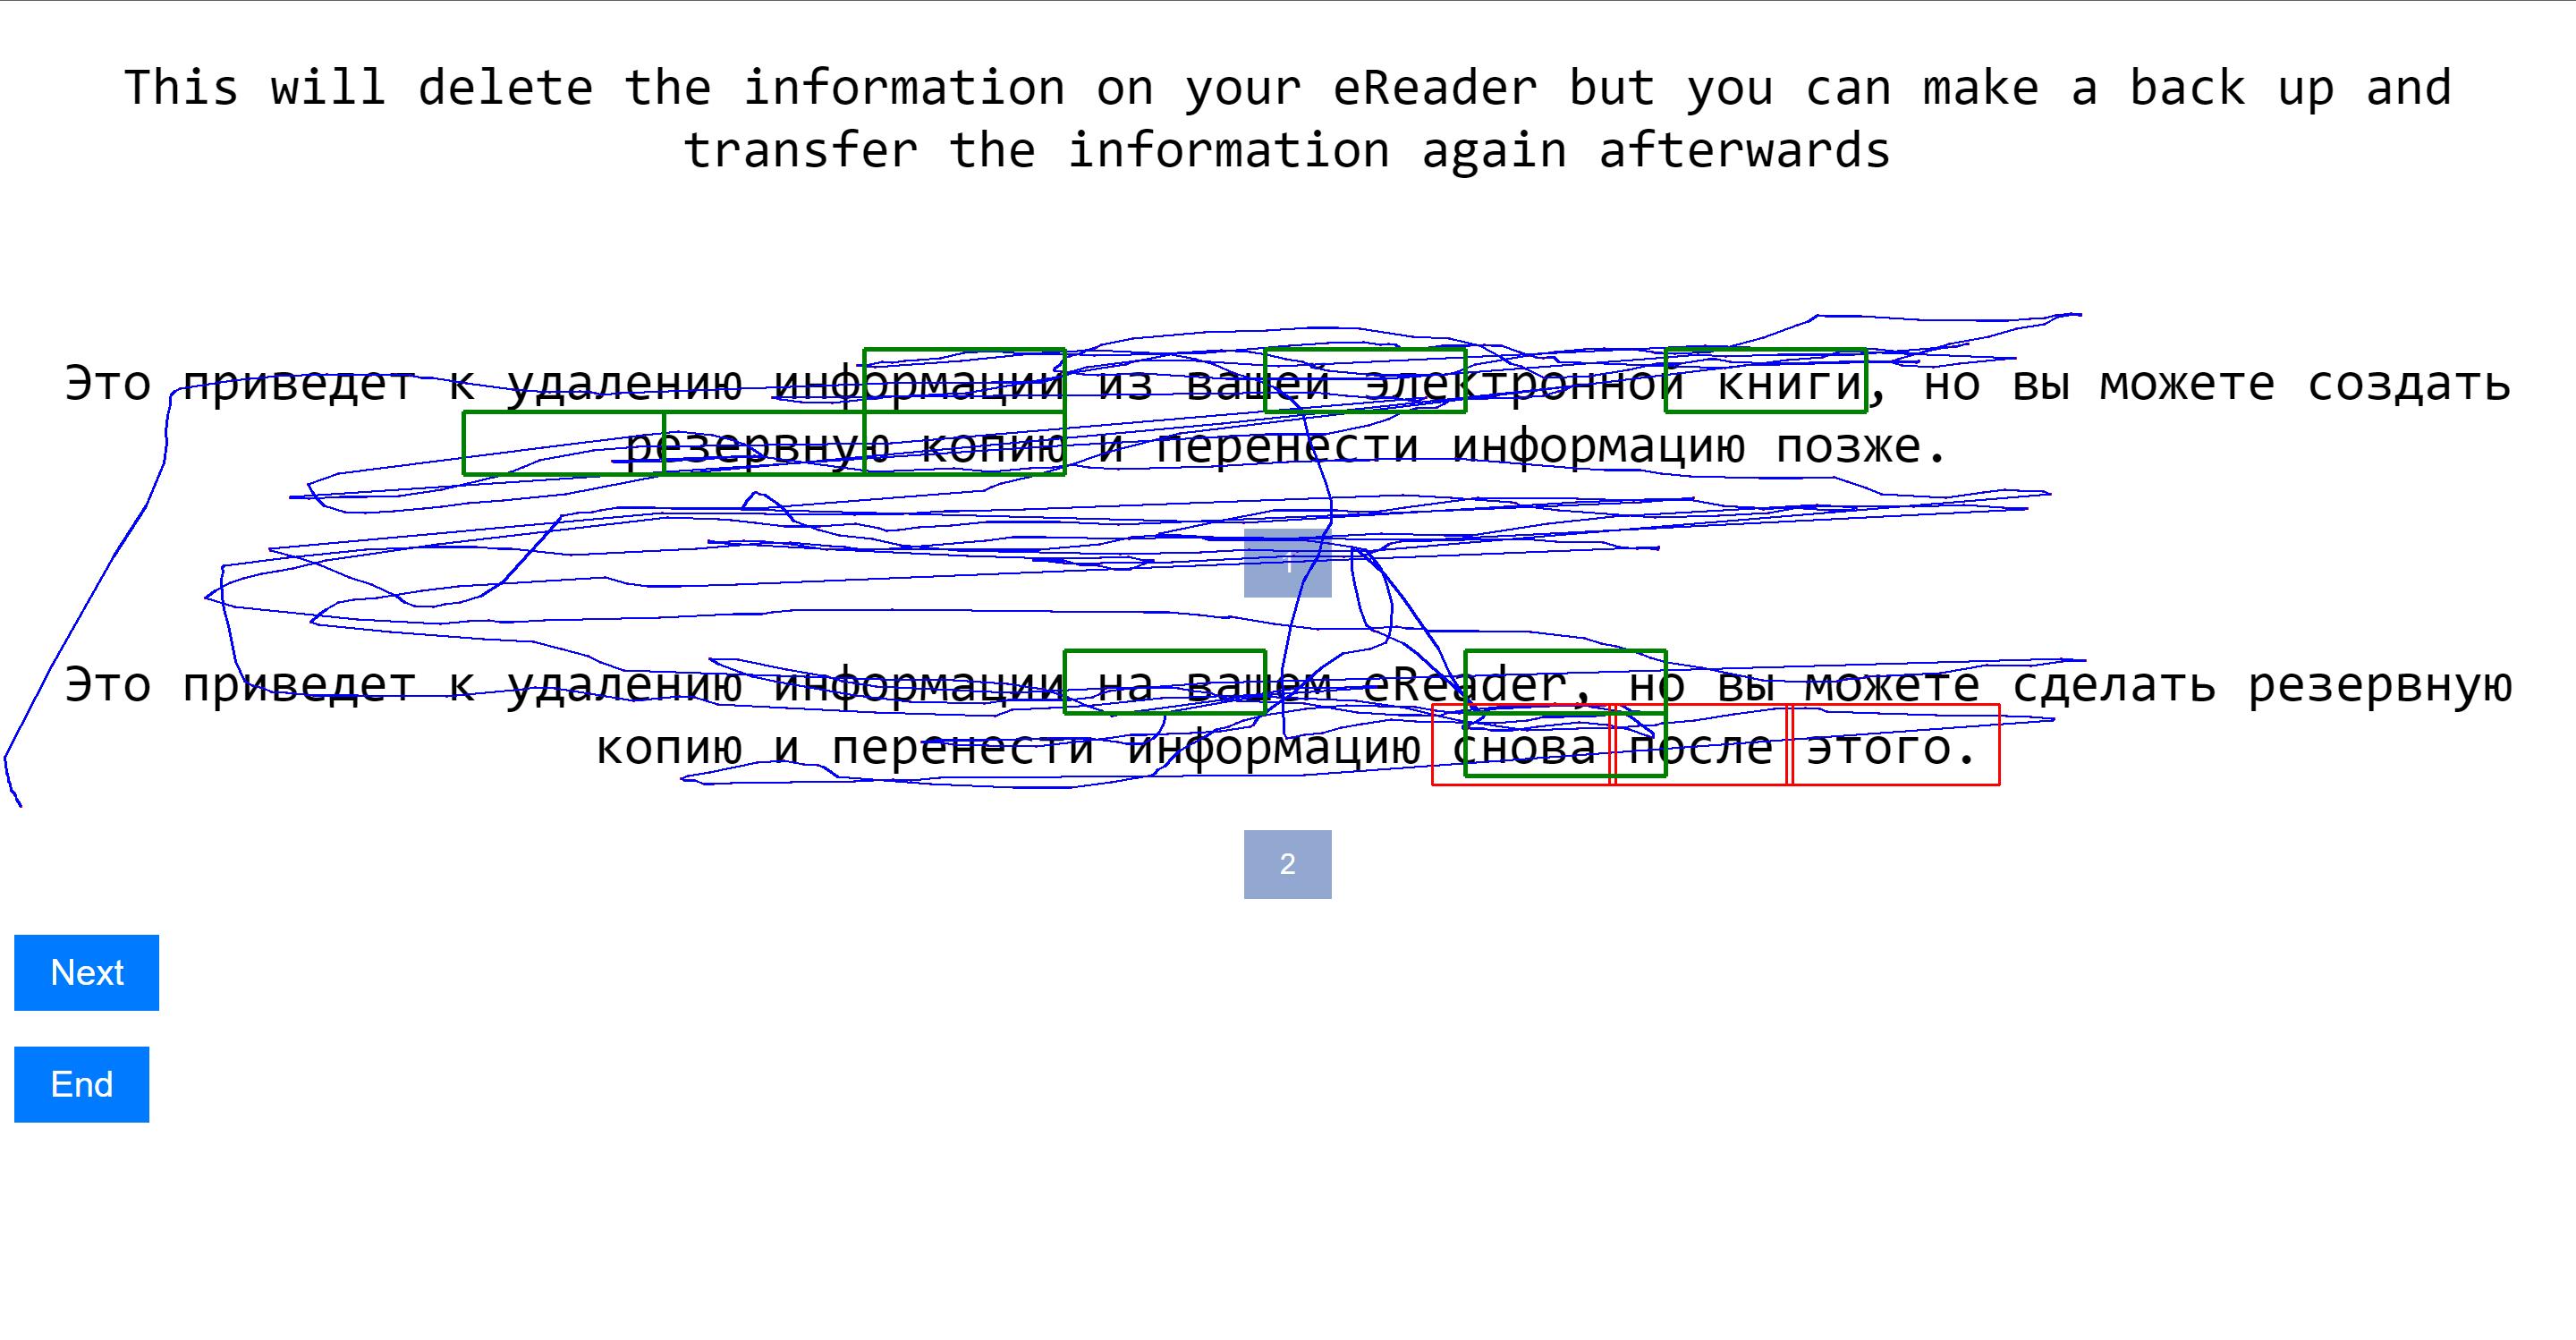 This will delete the information on your eReader but you can make a back up and
transfer the information again afterwards
Это приведет к удалению информации из вашей электронной книги, но вы можете создать
резервную копию и перенести информацию позже.
1
Это приведет к удалению информации на вашем eReader, но вы можете сделать резервную
копию и перенести информацию снова после этого.
2
Next
End